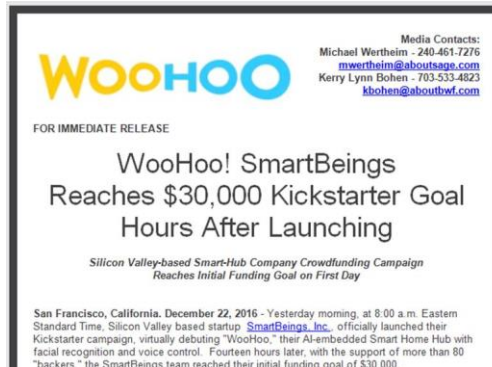 WOOHOO
Media Contacts:
Michael Wertheim - 240-461-7276
mwertheim@aboutsage.com
Kerry Lynn Bohen - 703-533-4823
kbohen@aboutbwf.com
FOR IMMEDIATE RELEASE
WooHoo! SmartBeings
Reaches $30,000 Kickstarter Goal
Hours After Launching
Silicon Valley-based Smart-Hub Company Crowdfunding Campaign
Reaches Initial Funding Goal on First Day
San Francisco, California. December 22, 2016 - Yesterday morning, at 8:00 a.m. Eastern
Standard Time, Silicon Valley based startup SmartBeings, Inc., officially launched their
Kickstarter campaign, virtually debuting "WooHoo," their AI-embedded Smart Home Hub with
facial recognition and voice control. Fourteen hours later, with the support of more than 80
"backers," the SmartBeings team reached their initial funding goal of $30,000.